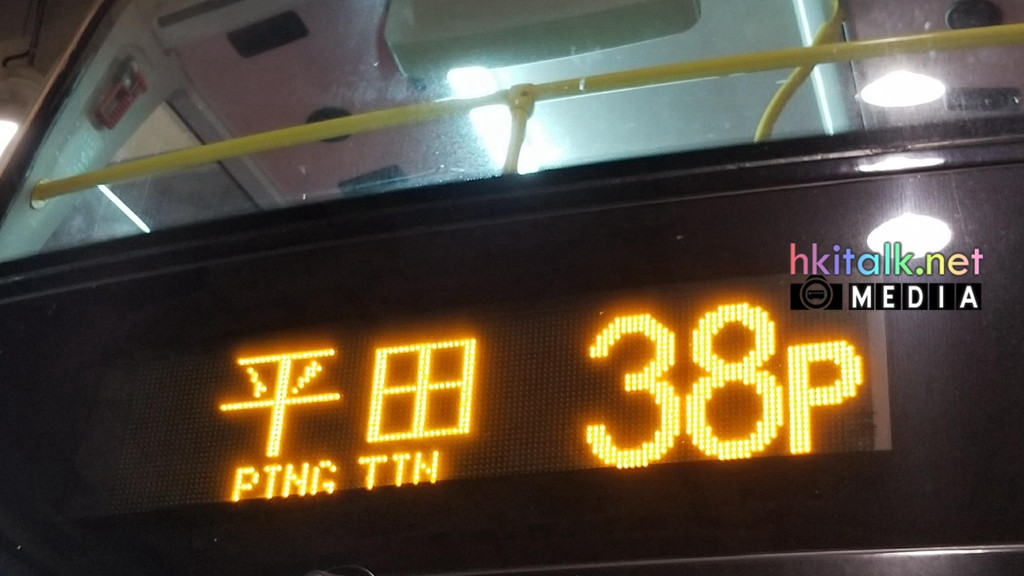 hkitalk.net
MEDIA
平田 38P
PING TIN